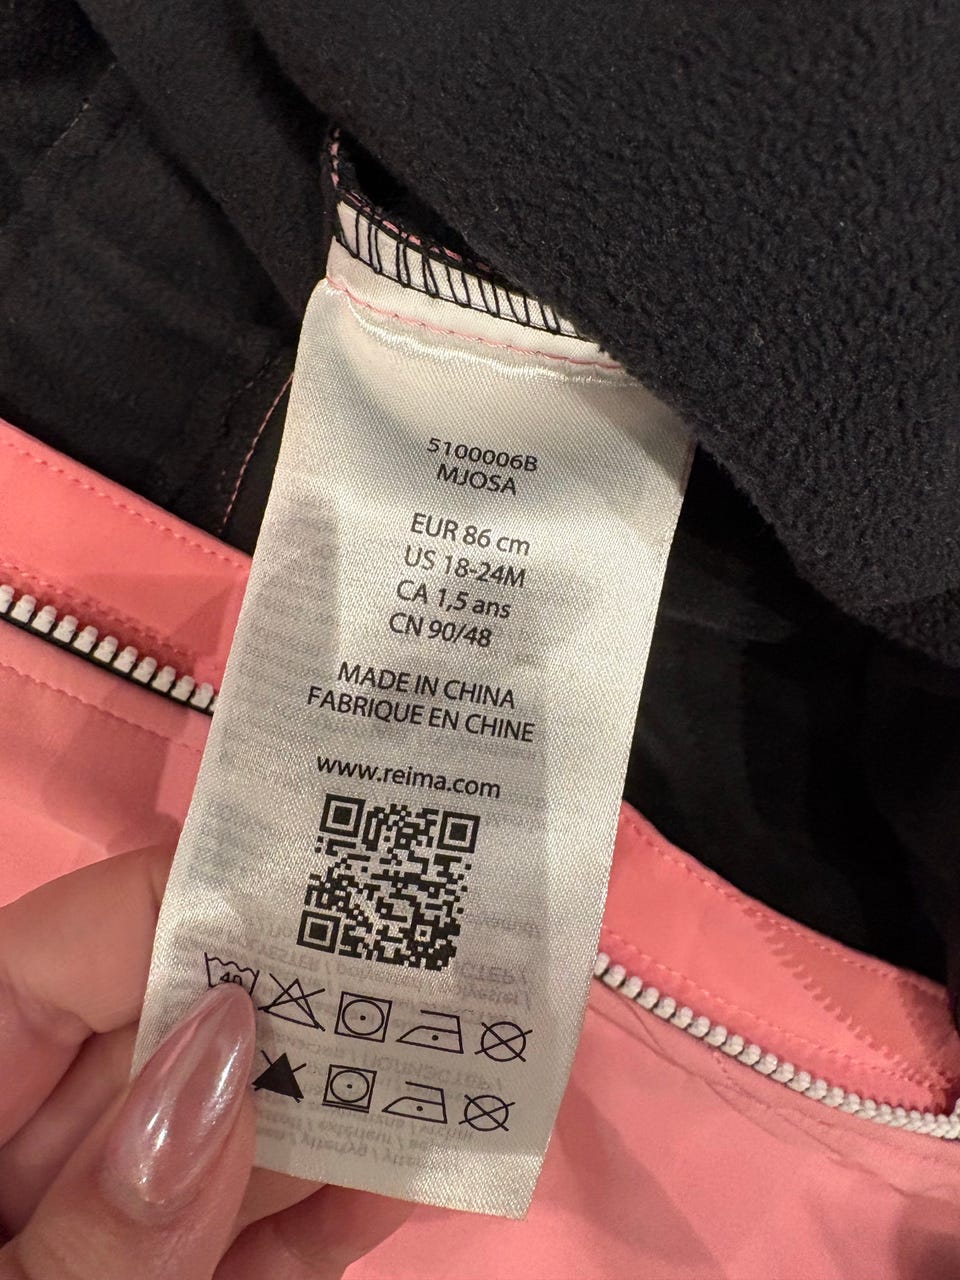 5100006B
MJOSA
EUR 86 cm
US 18-24M
CA 1,5 ans
CN 90/48
MADE IN CHINA
FABRIQUE EN CHINE
www.reima.com
40